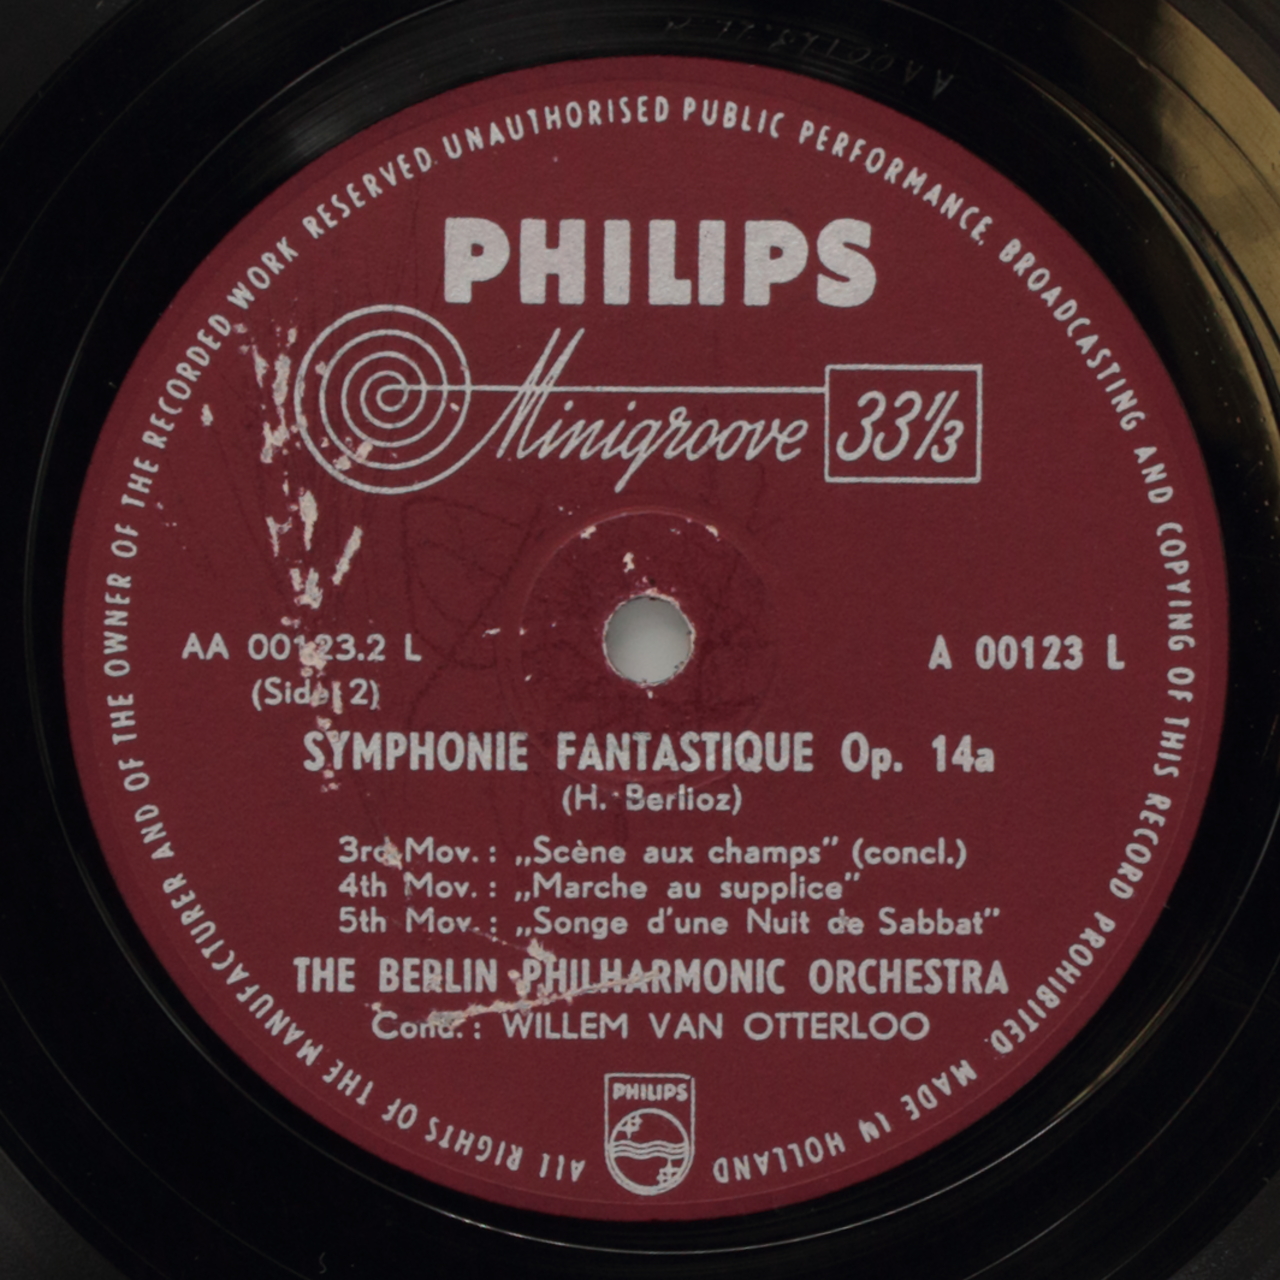 ALL RIGHTS OF THE MANUFACTURER AND OF THE OWNER OF THE RECORDED WORK RESERVED. UNAUTHORISED PUBLIC PERFORMANCE, BROADCASTING AND COPYING OF THIS RECORD PROHIBITED. MADE IN HOLLAND
PHILIPS
Minigroove 33 1/3
AA 00123.2 L
(Side 2)
A 00123 L
SYMPHONIE FANTASTIQUE Op. 14a
(H. Berlioz)
3rd Mov. : „Scène aux champs" (concl.)
4th Mov. : „Marche au supplice"
5th Mov. : „Songe d'une Nuit de Sabbat"
THE BERLIN PHILHARMONIC ORCHESTRA
Cond. : WILLEM VAN OTTERLOO
PHILIPS